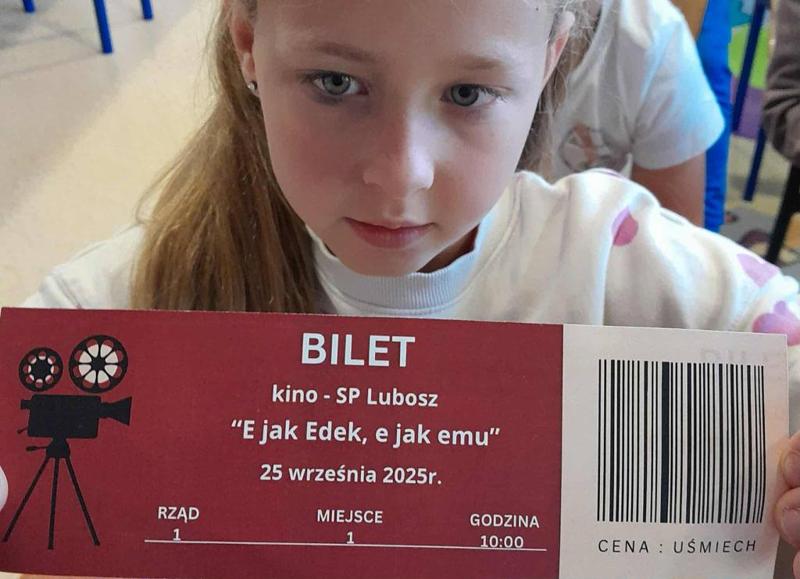 BILET
kino - SP Lubosz
“E jak Edek, e jak emu”
25 września 2025r.
RZĄD MIEJSCE GODZINA
1 1 10:00
CENA : UŚMIECH